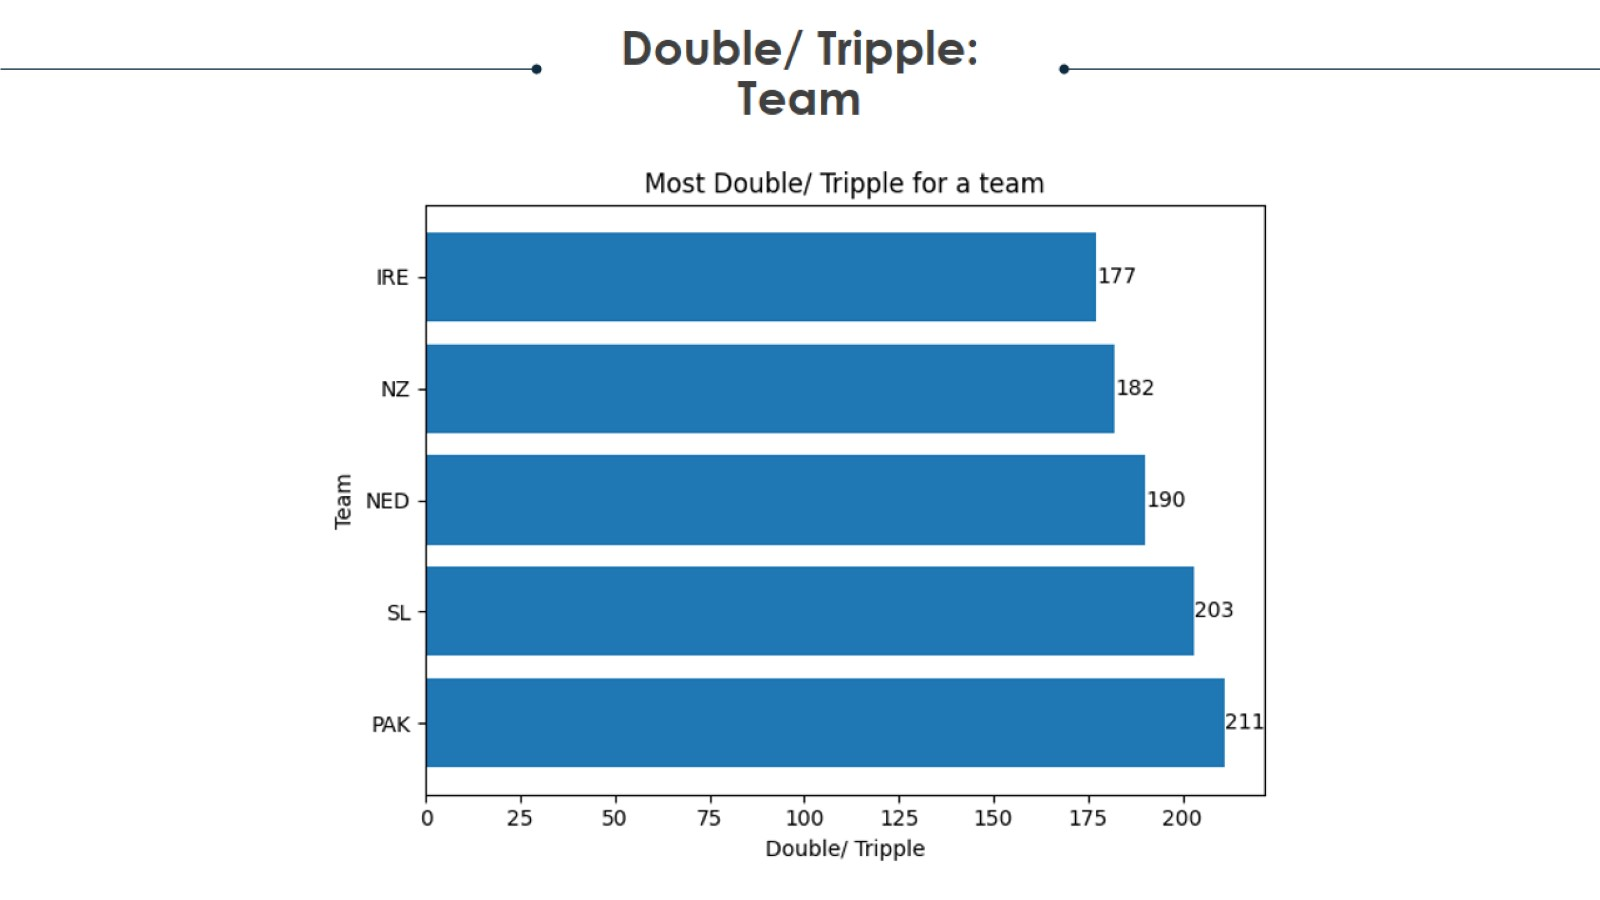 Double/ Tripple:
Team
Most Double/ Tripple for a team
IRE
177
NZ
182
Team
NED
190
SL
203
PAK
211
0 25 50 75 100 125 150 175 200
Double/ Tripple